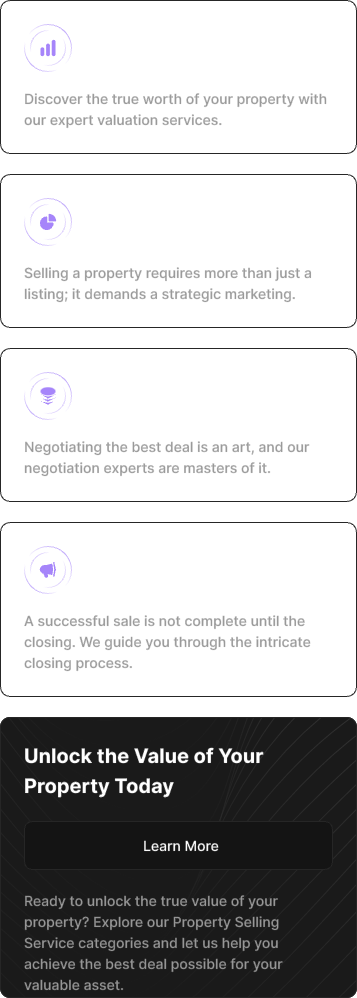 Discover the true worth of your property with
our expert valuation services.
Selling a property requires more than just a
listing; it demands a strategic marketing.
Negotiating the best deal is an art, and our
negotiation experts are masters of it.
A successful sale is not complete until the
closing. We guide you through the intricate
closing process.
Unlock the Value of Your
Property Today
Learn More
Ready to unlock the true value of your
property? Explore our Property Selling
Service categories and let us help you
achieve the best deal possible for your
valuable asset.